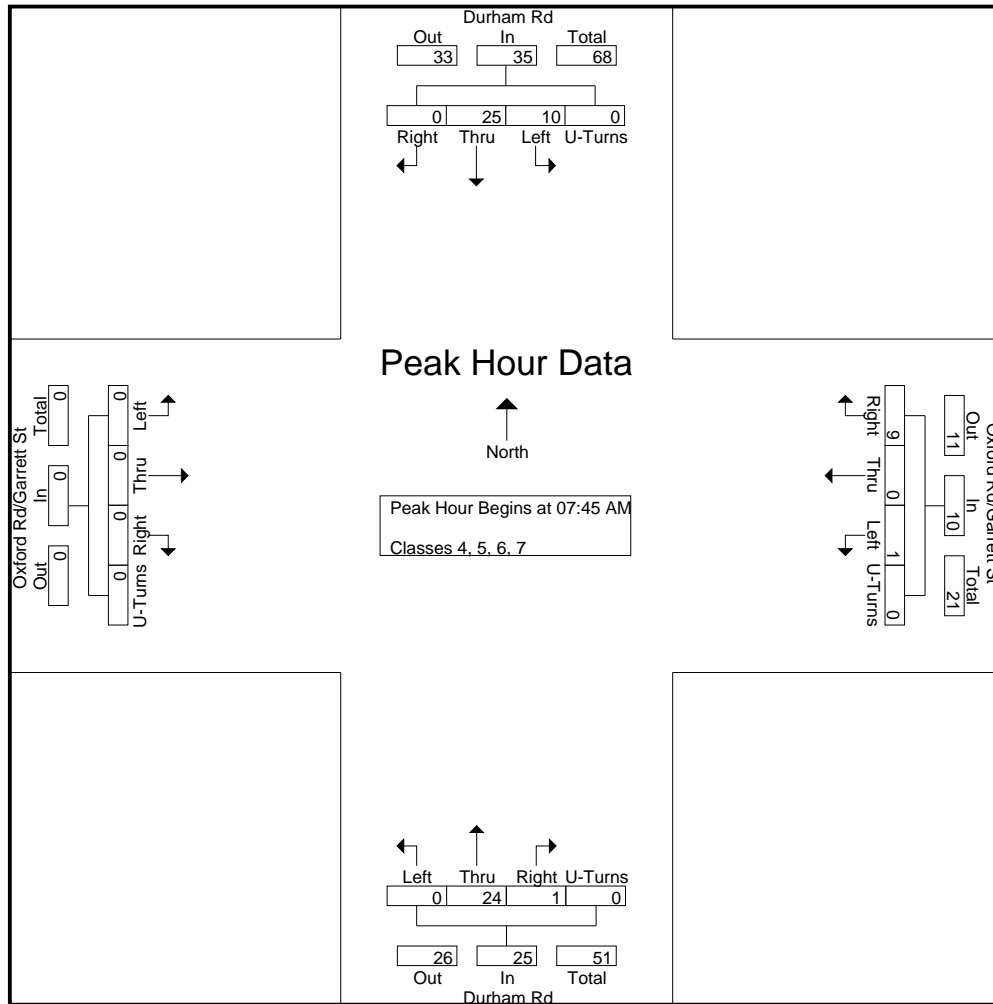 Durham Rd
Out In Total
33 35 68
0 25 10 0
Right Thru Left U-Turns
Peak Hour Data
North
Peak Hour Begins at 07:45 AM
Classes 4, 5, 6, 7
Oxford Rd/Garrett St
Total In Out
0 0 0
0 0 0 0
Left Thru Right U-Turns
Oxford Rd/Garrett St
Out In Total
11 10 21
9 0 1 0
Right Thru Left U-Turns
Left Thru Right U-Turns
0 24 1 0
26 25 51
Out In Total
Durham Rd